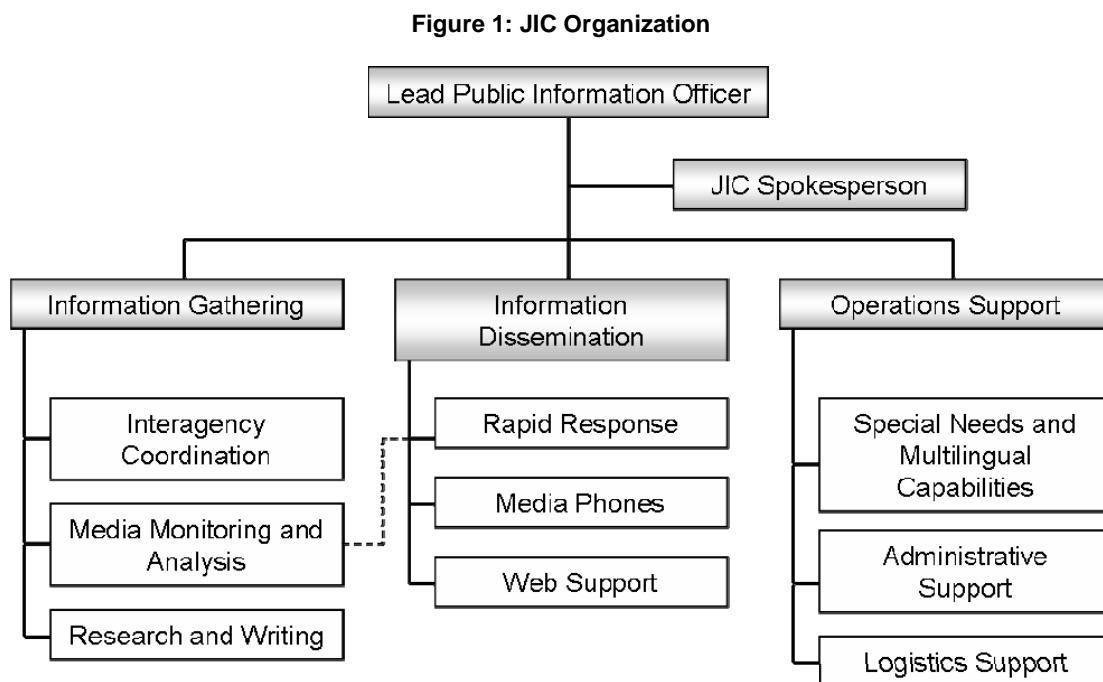 Figure 1: JIC Organization
Lead Public Information Officer
JIC Spokesperson
Information Gathering
Interagency
Coordination
Media Monitoring and
Analysis
Research and Writing
Information
Dissemination
Rapid Response
Media Phones
Web Support
Operations Support
Special Needs and
Multilingual
Capabilities
Administrative
Support
Logistics Support